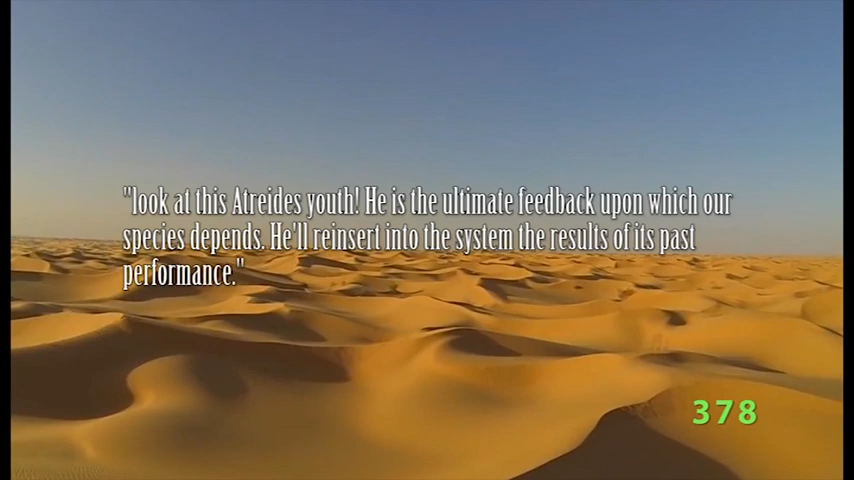 "look at this Atreides youth! He is the ultimate feedback upon which our
species depends. He'll reinsert into the system the results of its past
performance."
378